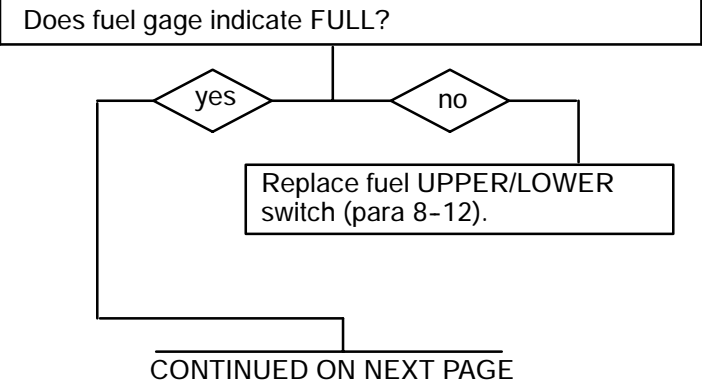 Does fuel gage indicate FULL?
yes
no
Replace fuel UPPER/LOWER
switch (para 8-12).
CONTINUED ON NEXT PAGE